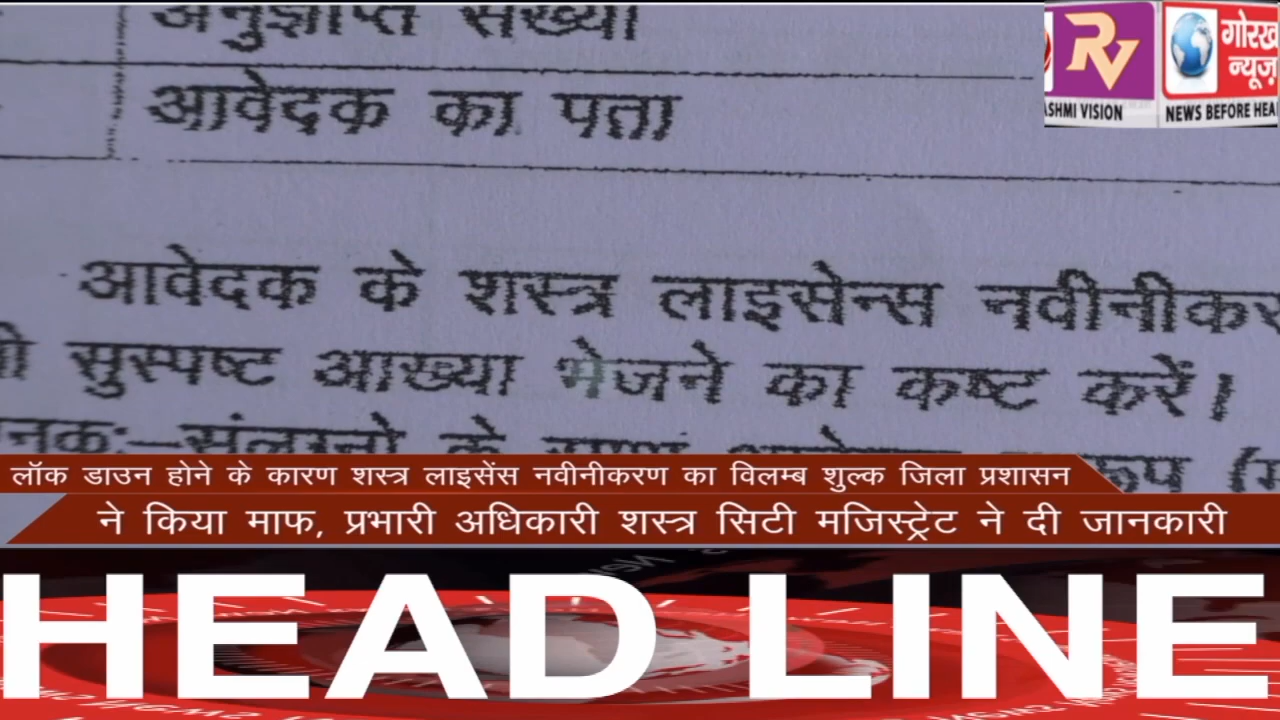 अनुज्ञप्ति संख्या
आवेदक का पता
RV
ASHMI VISION
गोरख
न्यूज़
NEWS BEFORE HEA
आवेदक के शस्त्र लाइसेन्स नवीनीकर
सुस्पष्ट आख्या भेजने का कष्ट करें।
लॉक डाउन होने के कारण शस्त्र लाइसेंस नवीनीकरण का विलम्ब शुल्क जिला प्रशासन
ने किया माफ, प्रभारी अधिकारी शस्त्र सिटी मजिस्ट्रेट ने दी जानकारी
HEAD LINE